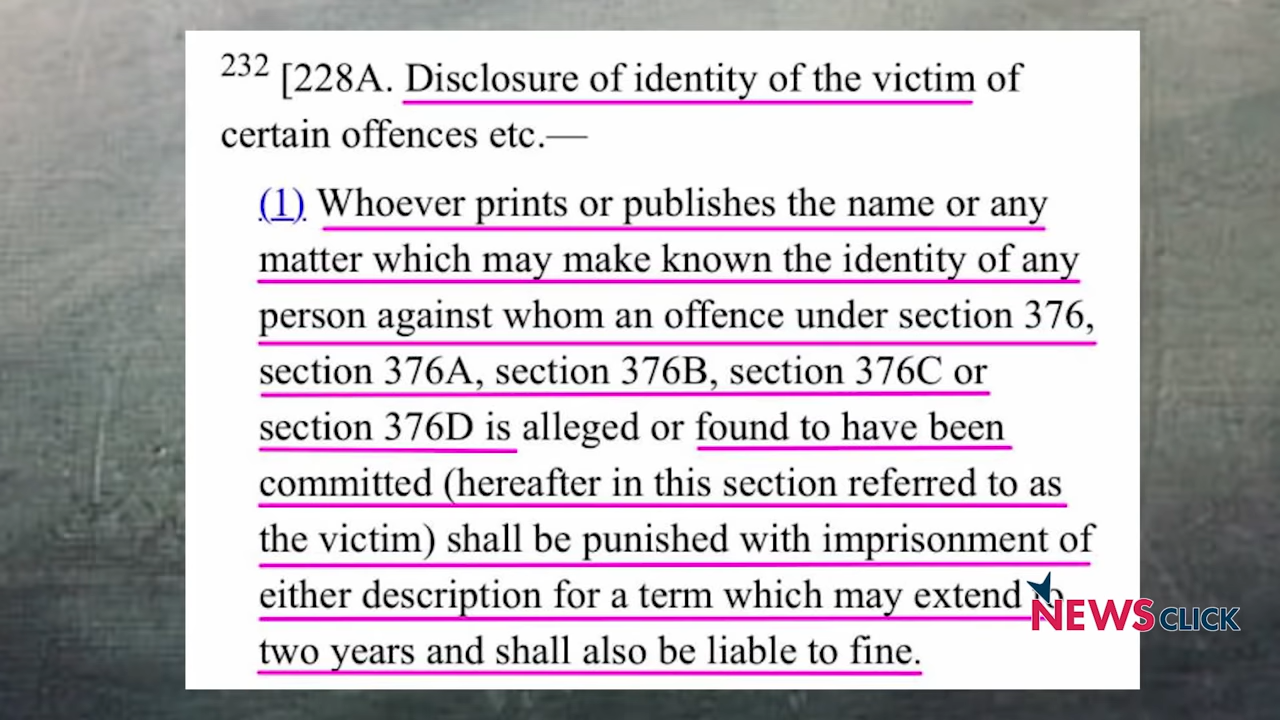 232 [228A. Disclosure of identity of the victim of
certain offences etc.—
(1) Whoever prints or publishes the name or any
matter which may make known the identity of any
person against whom an offence under section 376,
section 376A, section 376B, section 376C or
section 376D is alleged or found to have been
committed (hereafter in this section referred to as
the victim) shall be punished with imprisonment of
either description for a term which may extend to
two years and shall also be liable to fine.
NEWSCLICK